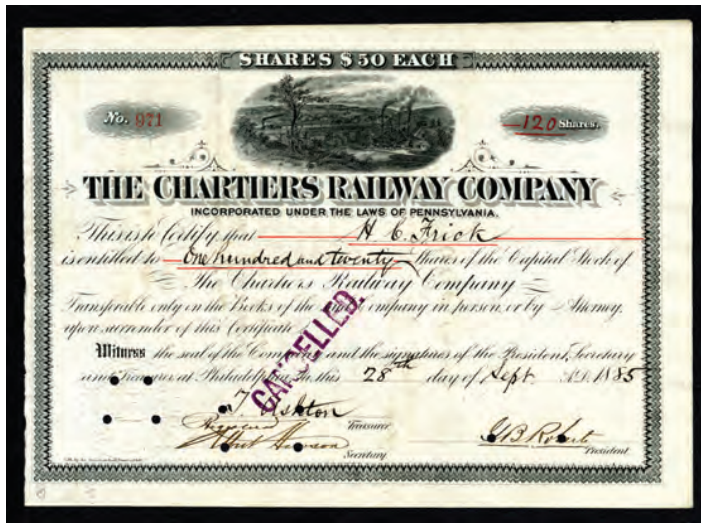 SHARES $50 EACH
No. 971
120 Shares.
THE CHARTIERS RAILWAY COMPANY
INCORPORATED UNDER THE LAWS OF PENNSYLVANIA.
This is to Certify that H. C. Frick
is entitled to One hundred and twenty Shares of the Capital Stock of
The Chartiers Railway Company
Transferable only on the Books of the said Company in person or by Attorney
upon surrender of this Certificate
Witness the seal of the Company and the signatures of the President, Secretary
and Treasurer at Philadelphia this 28th day of Sept A.D. 1885
CANCELLED.
T. Ashton
Treasurer
Secretary
G B Roberts
President